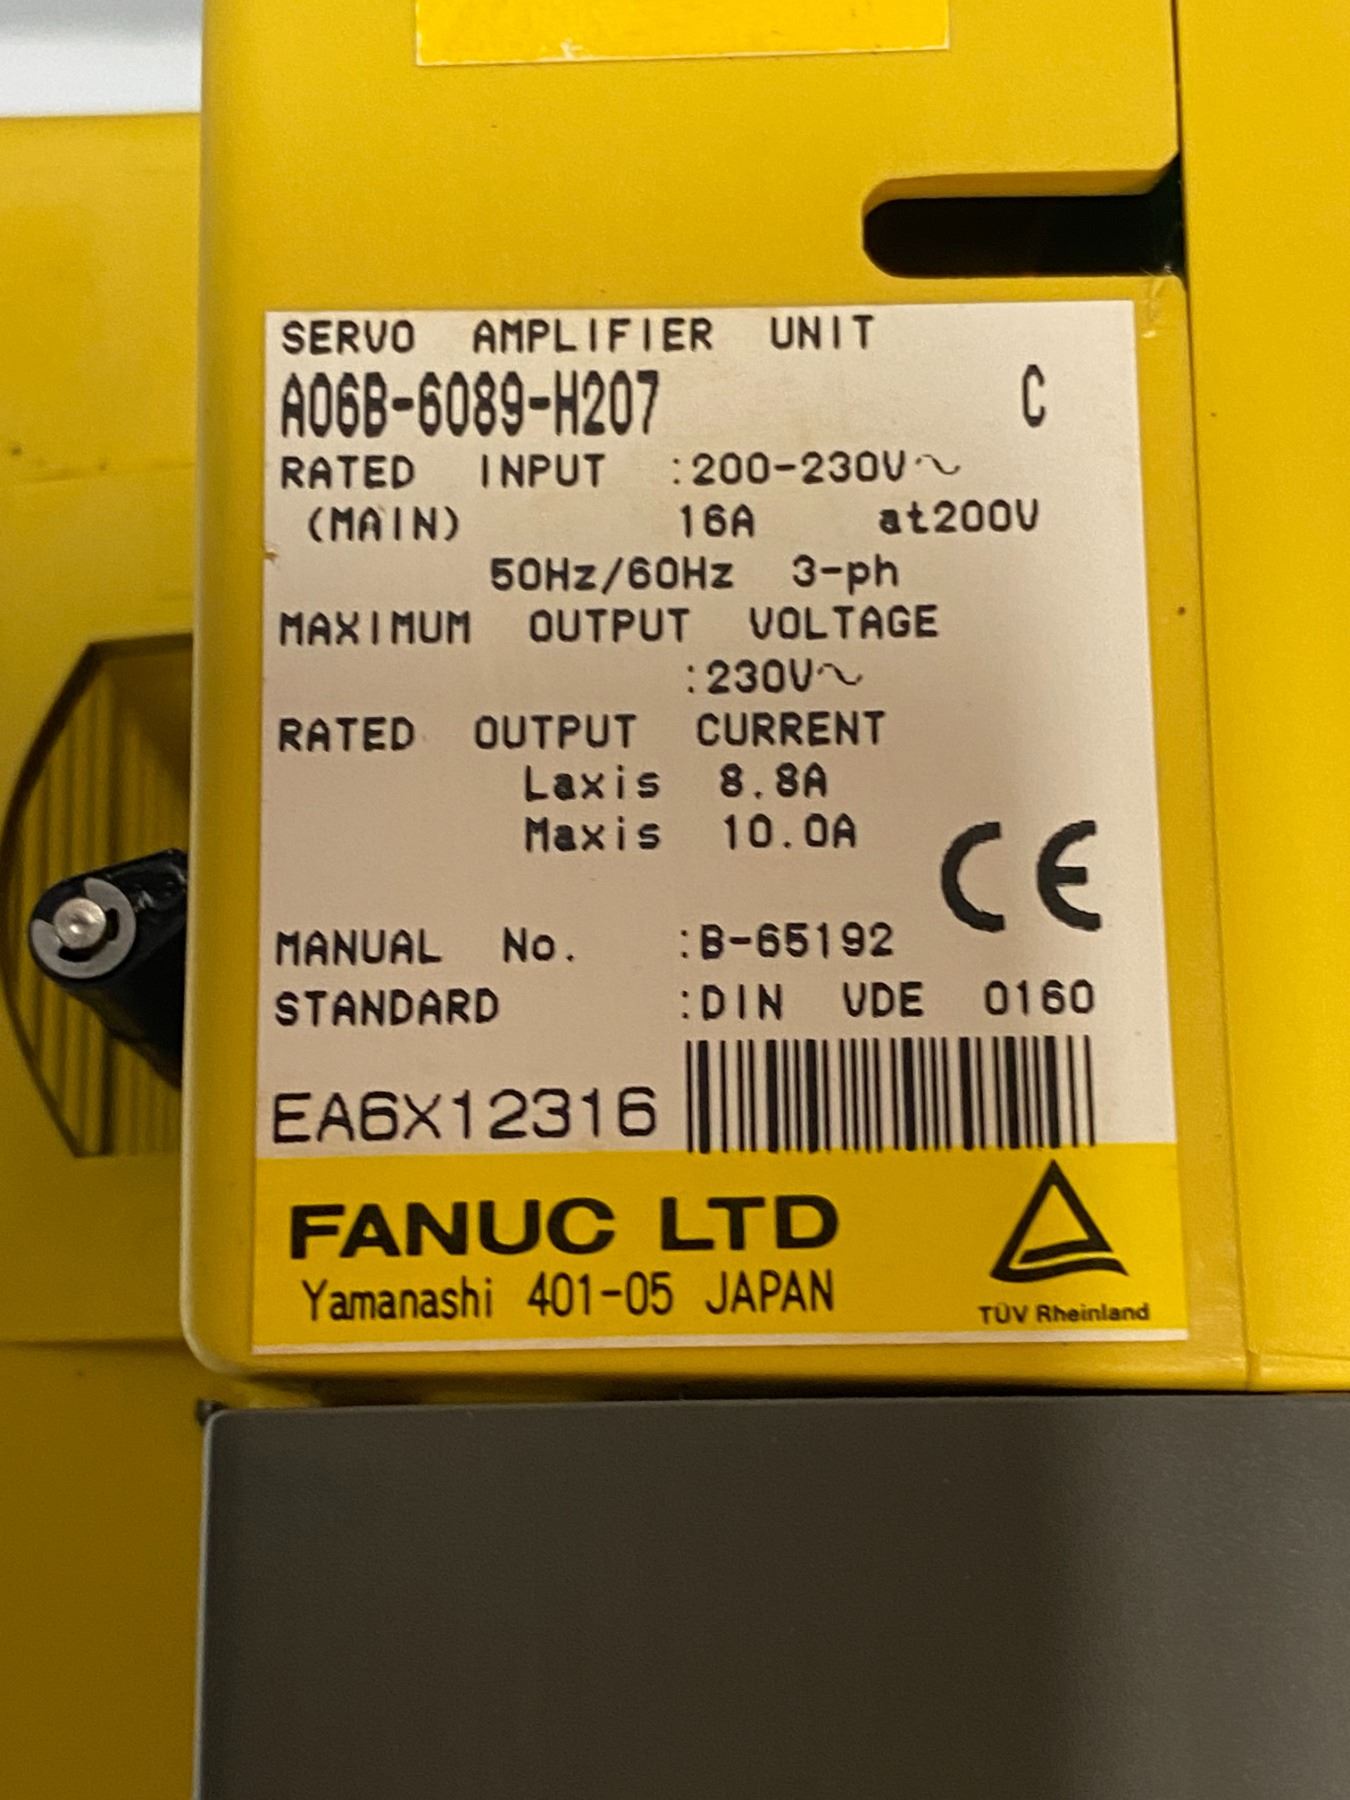 SERVO AMPLIFIER UNIT
A06B-6089-H207 C
RATED INPUT :200-230V~
(MAIN) 16A at200V
50Hz/60Hz 3-ph
MAXIMUM OUTPUT VOLTAGE
:230V~
RATED OUTPUT CURRENT
Laxis 8.8A
Maxis 10.0A
CE
MANUAL No. :B-65192
STANDARD :DIN VDE 0160
EA6X12316
FANUC LTD
Yamanashi 401-05 JAPAN
TÜV Rheinland